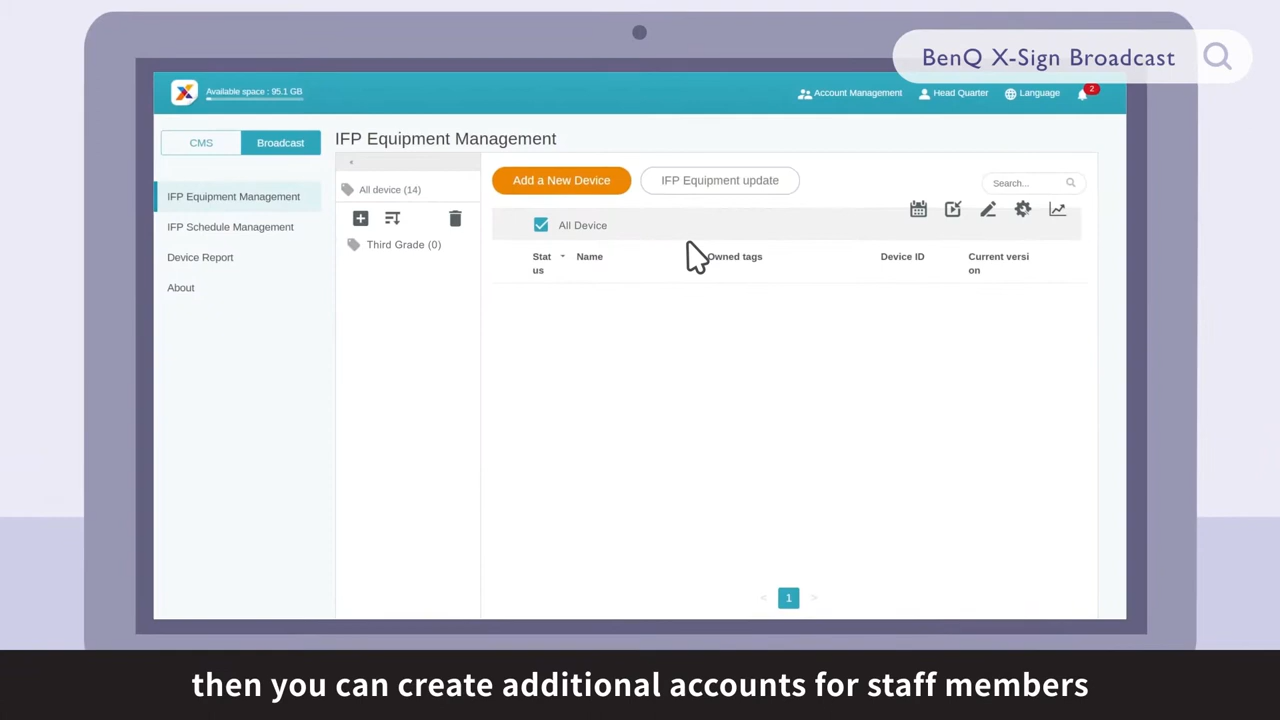 BenQ X-Sign Broadcast
Available space : 95.1 GB
Account Management
Head Quarter
Language
2
CMS
Broadcast
IFP Equipment Management
IFP Equipment Management
IFP Schedule Management
Device Report
About
All device (14)
Third Grade (0)
Add a New Device
IFP Equipment update
Search...
All Device
Stat
us
Name
Owned tags
Device ID
Current versi
on
< 1 >
then you can create additional accounts for staff members